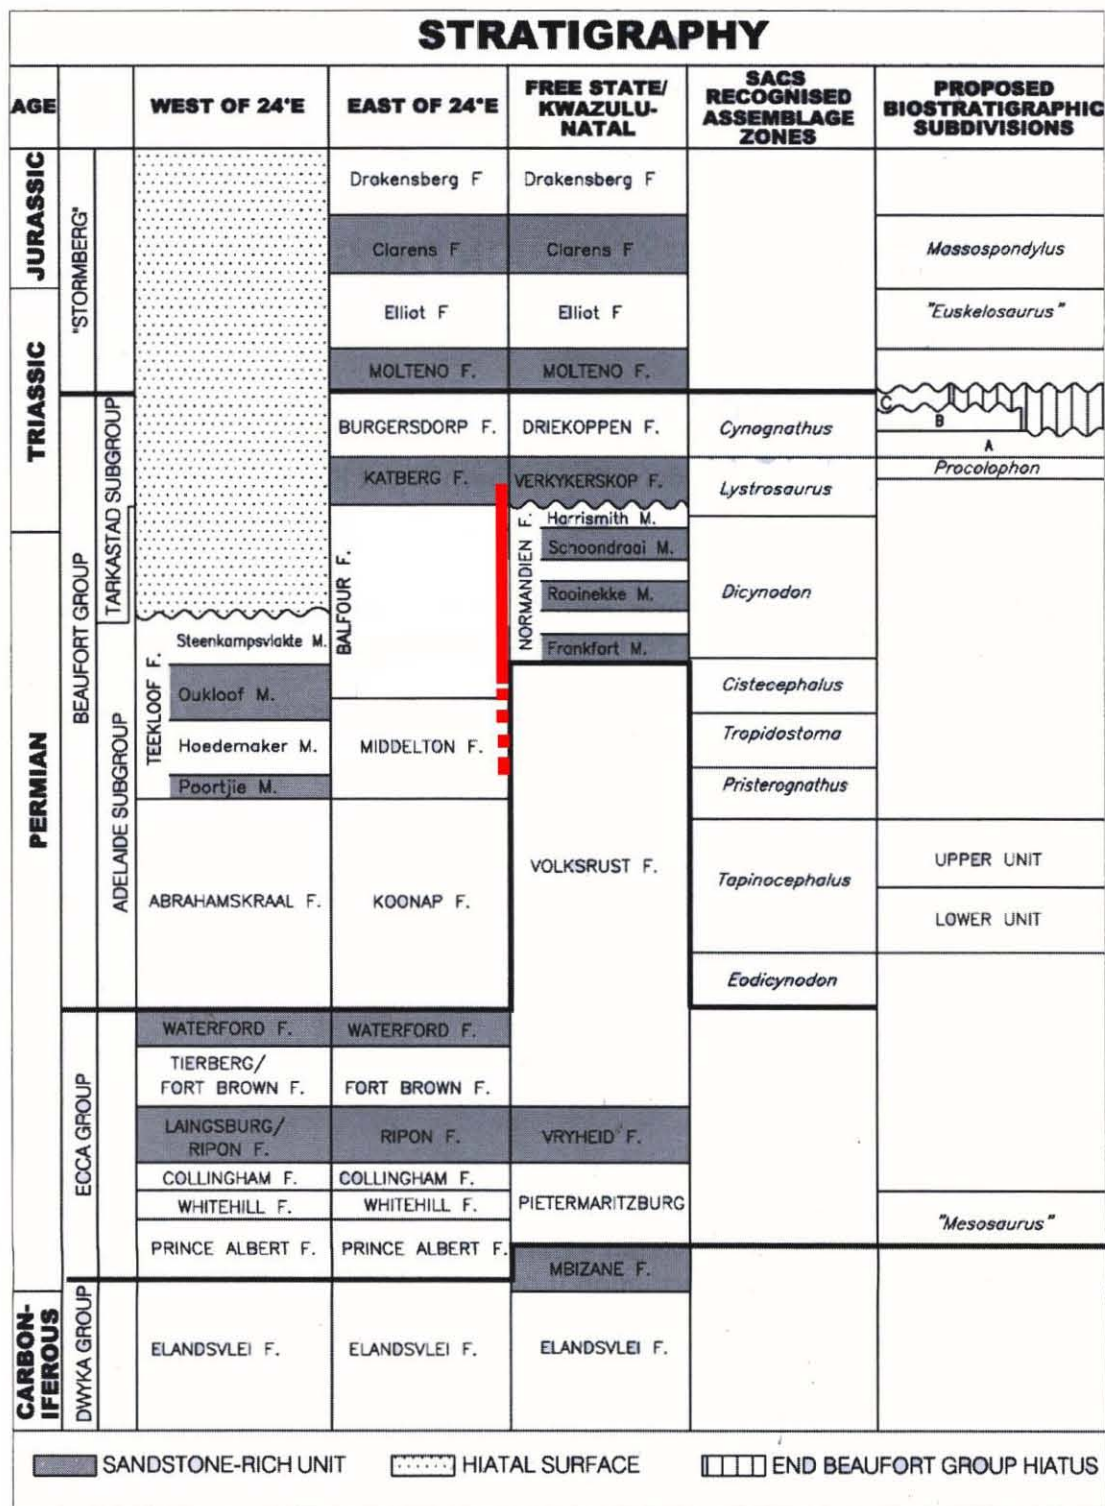 STRATIGRAPHY
AGE
WEST OF 24°E
EAST OF 24°E
FREE STATE/
KWAZULU-
NATAL
SACS
RECOGNISED
ASSEMBLAGE
ZONES
PROPOSED
BIOSTRATIGRAPHIC
SUBDIVISIONS
JURASSIC
TRIASSIC
PERMIAN
CARBON-
IFEROUS
"STORMBERG"
BEAUFORT GROUP
ECCA GROUP
DWYKA GROUP
TARKASTAD SUBGROUP
ADELAIDE SUBGROUP
TEEKLOOF F.
Steenkampsvlakte M.
Oukloof M.
Hoedemaker M.
Poortjie M.
ABRAHAMSKRAAL F.
WATERFORD F.
TIERBERG/
FORT BROWN F.
LAINGSBURG/
RIPON F.
COLLINGHAM F.
WHITEHILL F.
PRINCE ALBERT F.
ELANDSVLEI F.
Drakensberg F
Clarens F
Elliot F
MOLTENO F.
BURGERSDORP F.
KATBERG F.
BALFOUR F.
MIDDELTON F.
KOONAP F.
WATERFORD F.
FORT BROWN F.
RIPON F.
COLLINGHAM F.
WHITEHILL F.
PRINCE ALBERT F.
ELANDSVLEI F.
Drakensberg F
Clarens F
Elliot F
MOLTENO F.
DRIEKOPPEN F.
VERKYKERSKOP F.
NORMANDIEN F.
Harrismith M.
Schoondraai M.
Rooinekke M.
Frankfort M.
VOLKSRUST F.
VRYHEID F.
PIETERMARITZBURG
MBIZANE F.
ELANDSVLEI F.
Cynognathus
Lystrosaurus
Dicynodon
Cistecephalus
Tropidostoma
Pristerognathus
Tapinocephalus
Eodicynodon
Massospondylus
"Euskelosaurus"
C
B
A
Procolophon
UPPER UNIT
LOWER UNIT
"Mesosaurus"
SANDSTONE-RICH UNIT
HIATAL SURFACE
END BEAUFORT GROUP HIATUS